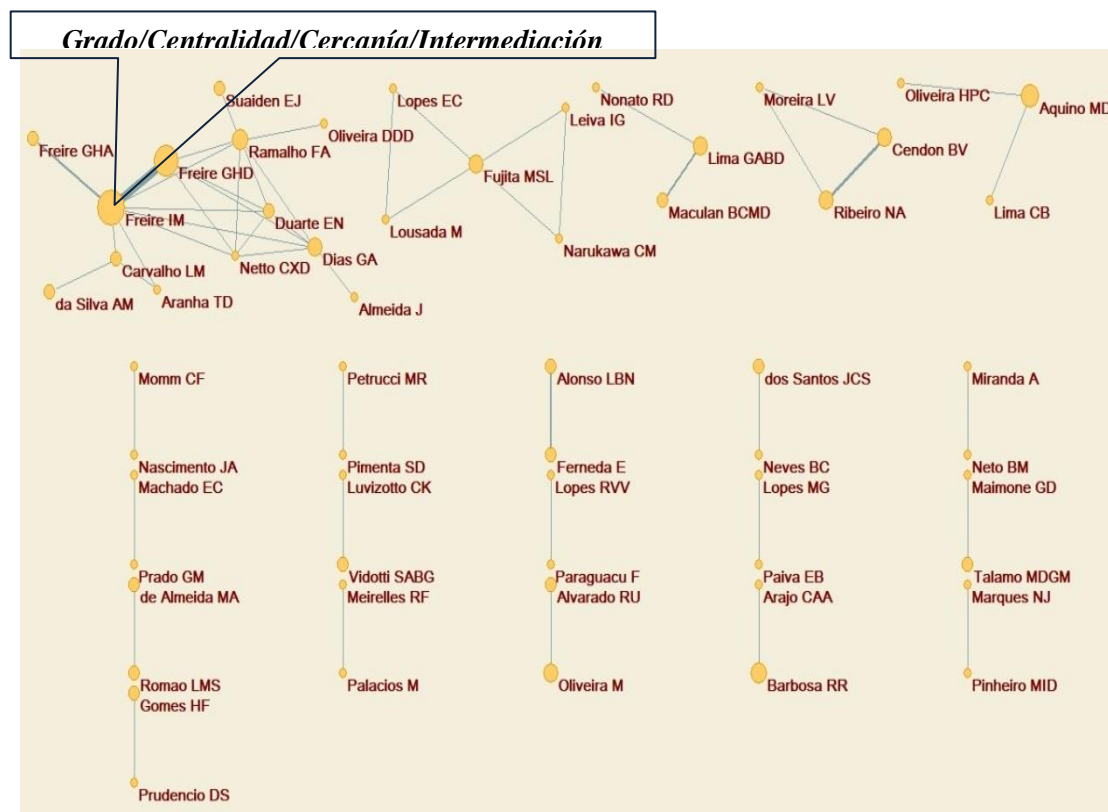 Grado/Centralidad/Cercanía/Intermediación
Suaiden EJ
Lopes EC
Nonato RD
Moreira LV
Oliveira HPC
Aquino MD
Leiva IG
Oliveira DDD
Freire GHA
Ramalho FA
Lima GABD
Cendon BV
Freire GHD
Fujita MSL
Maculan BCMD
Ribeiro NA
Lima CB
Freire IM
Duarte EN
Lousada M
Narukawa CM
Carvalho LM
Netto CXD
Dias GA
da Silva AM
Aranha TD
Almeida J
Momm CF
Petrucci MR
Alonso LBN
dos Santos JCS
Miranda A
Nascimento JA
Pimenta SD
Ferneda E
Neves BC
Neto BM
Machado EC
Luvizotto CK
Lopes RVV
Lopes MG
Maimone GD
Prado GM
Vidotti SABG
Paraguacu F
Paiva EB
Talamo MDGM
de Almeida MA
Meirelles RF
Alvarado RU
Arajo CAA
Marques NJ
Romao LMS
Palacios M
Oliveira M
Barbosa RR
Pinheiro MID
Gomes HF
Prudencio DS